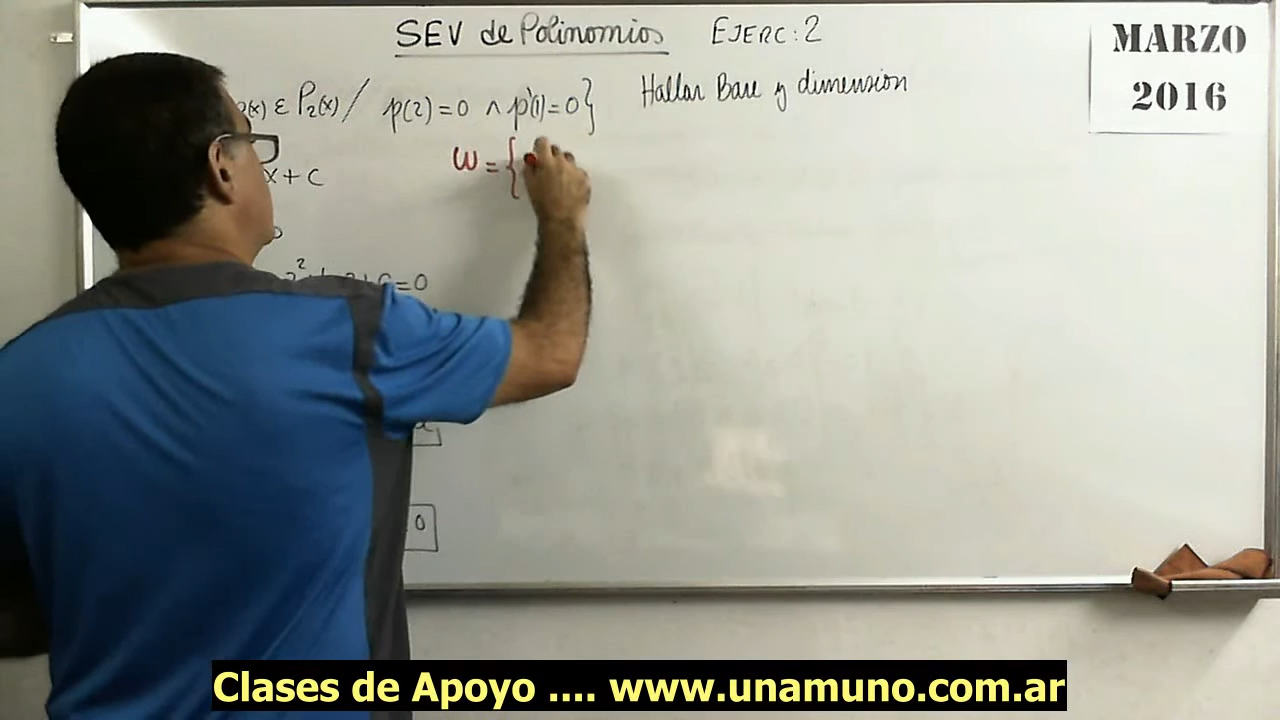 SEV de Polinomios EJERC: 2
MARZO
2016
p(x) ∈ P₂(x) / p(2) = 0 ∧ p'(1) = 0} Hallar Base y dimension
W = {
x + c
= 0
0
Clases de Apoyo .... www.unamuno.com.ar